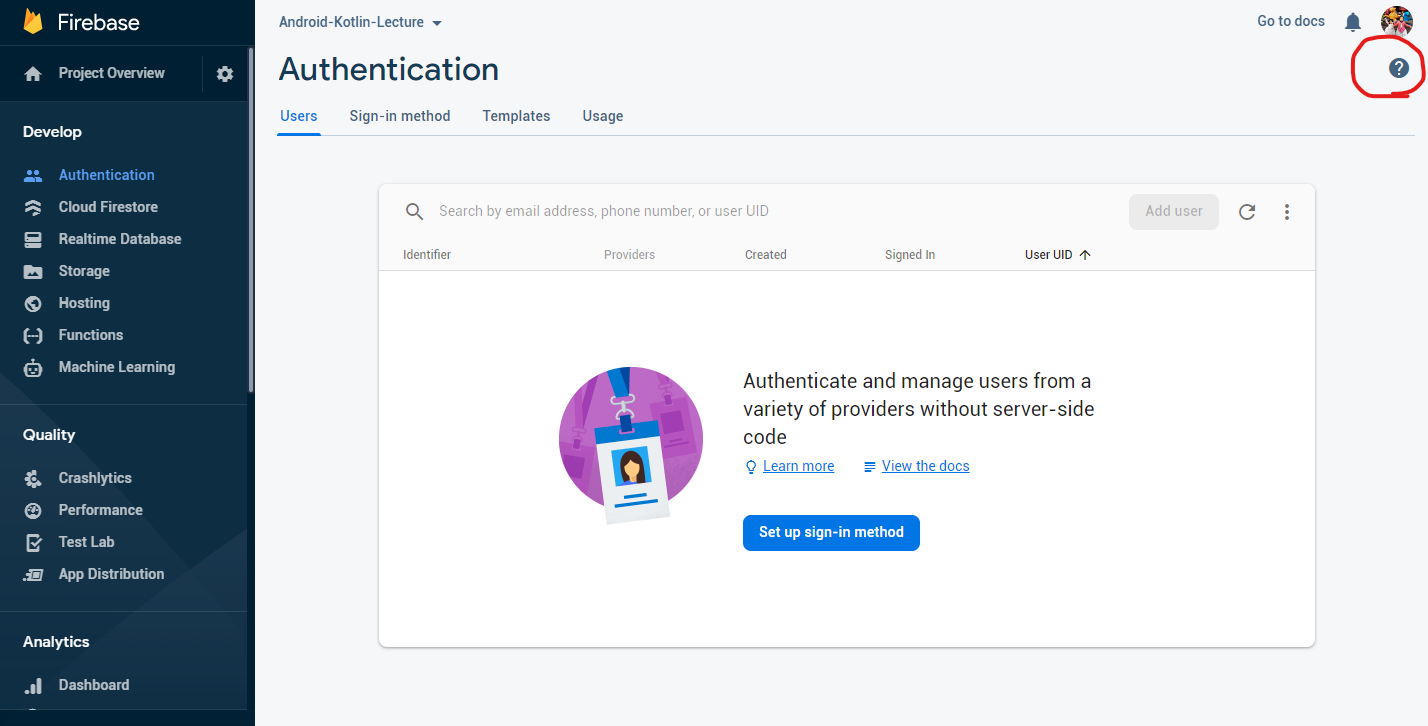 Firebase
Project Overview
Develop
Authentication
Cloud Firestore
Realtime Database
Storage
Hosting
Functions
Machine Learning
Quality
Crashlytics
Performance
Test Lab
App Distribution
Analytics
Dashboard
Android-Kotlin-Lecture
Go to docs
Authentication
?
Users Sign-in method Templates Usage
Search by email address, phone number, or user UID
Add user
Identifier Providers Created Signed In User UID
Authenticate and manage users from a
variety of providers without server-side
code
Learn more View the docs
Set up sign-in method